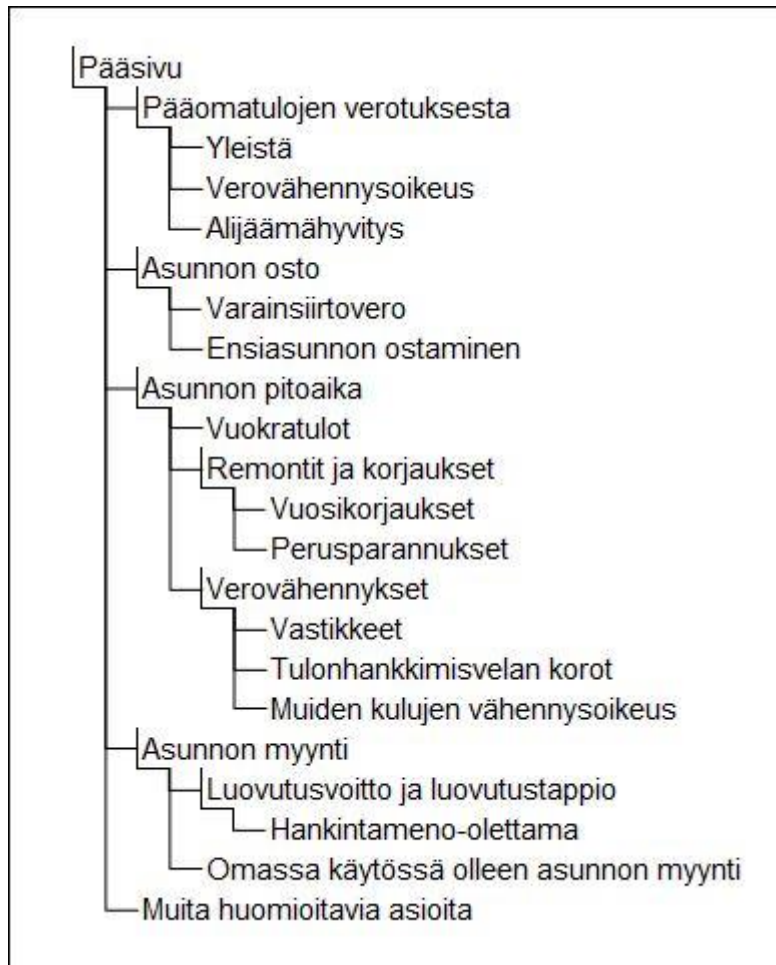 Pääsivu
Pääomatulojen verotuksesta
Yleistä
Verovähennysoikeus
Alijäämähyvitys
Asunnon osto
Varainsiirtovero
Ensiasunnon ostaminen
Asunnon pitoaika
Vuokratulot
Remontit ja korjaukset
Vuosikorjaukset
Perusparannukset
Verovähennykset
Vastikkeet
Tulonhankkimisvelan korot
Muiden kulujen vähennysoikeus
Asunnon myynti
Luovutusvoitto ja luovutustappio
Hankintameno-olettama
Omassa käytössä olleen asunnon myynti
Muita huomioitavia asioita